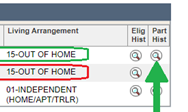 Living Arrangement Elig Hist Part Hist
15-OUT OF HOME
15-OUT OF HOME
01-INDEPENDENT
(HOME/APT/TRLR)